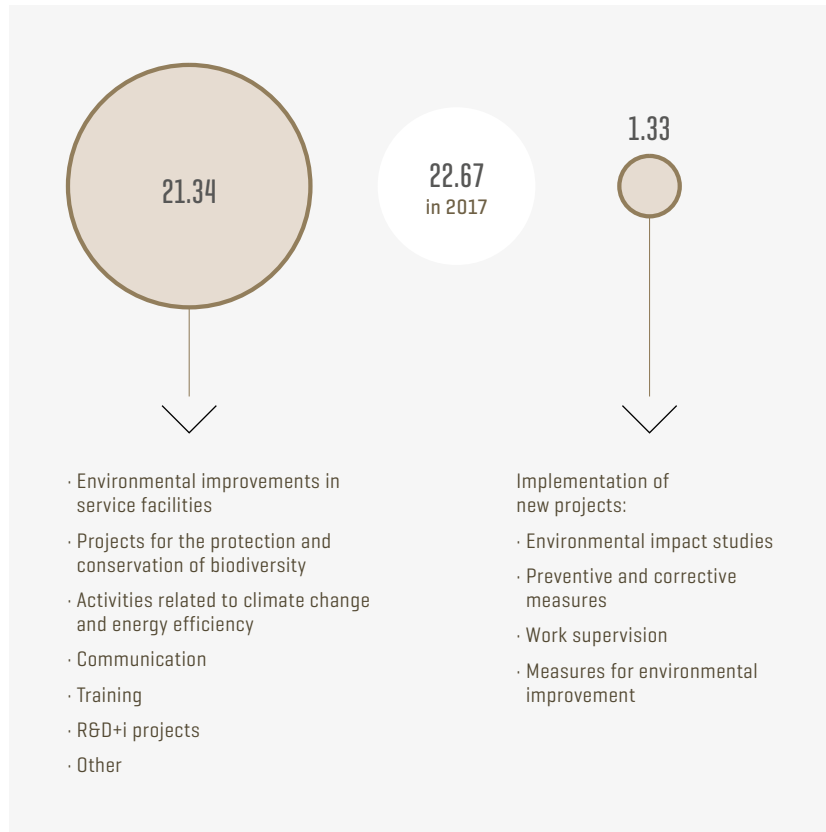 21.34
22.67
in 2017
1.33
· Environmental improvements in
service facilities
· Projects for the protection and
conservation of biodiversity
· Activities related to climate change
and energy efficiency
· Communication
· Training
· R&D+i projects
· Other
Implementation of
new projects:
· Environmental impact studies
· Preventive and corrective
measures
· Work supervision
· Measures for environmental
improvement